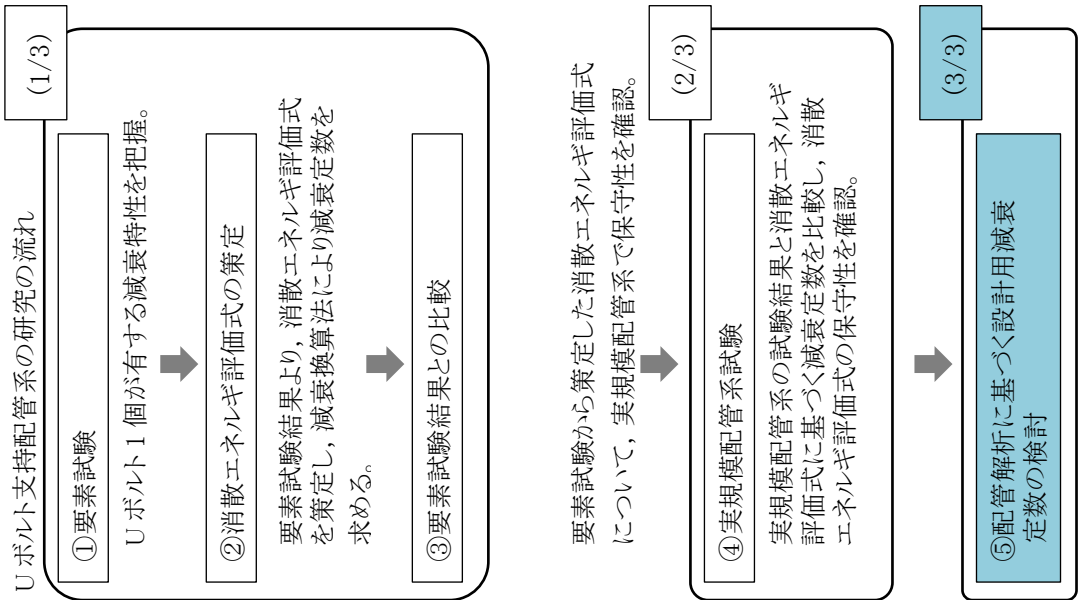 Uボルト支持配管系の研究の流れ
(1/3)
①要素試験
Uボルト1個が有する減衰特性を把握。
②消散エネルギ評価式の策定
要素試験結果より，消散エネルギ評価式
を策定し，減衰換算法により減衰定数を
求める。
③要素試験結果との比較
要素試験から策定した消散エネルギ評価式
について，実規模配管系で保守性を確認。
(2/3)
④実規模配管系試験
実規模配管系の試験結果と消散エネルギ
評価式に基づく減衰定数を比較し，消散
エネルギ評価式の保守性を確認。
(3/3)
⑤配管解析に基づく設計用減衰
定数の検討